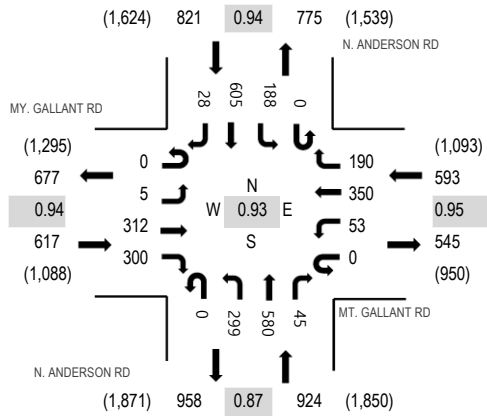 (1,624) 821 0.94 775 (1,539)
N. ANDERSON RD
MY. GALLANT RD
28 605 188 0
(1,295)
677
0.94
617
(1,088)
0
5
312
300
N
W 0.93 E
S
190
350
53
0
(1,093)
593
0.95
545
(950)
0 299 580 45
MT. GALLANT RD
N. ANDERSON RD
(1,871) 958 0.87 924 (1,850)